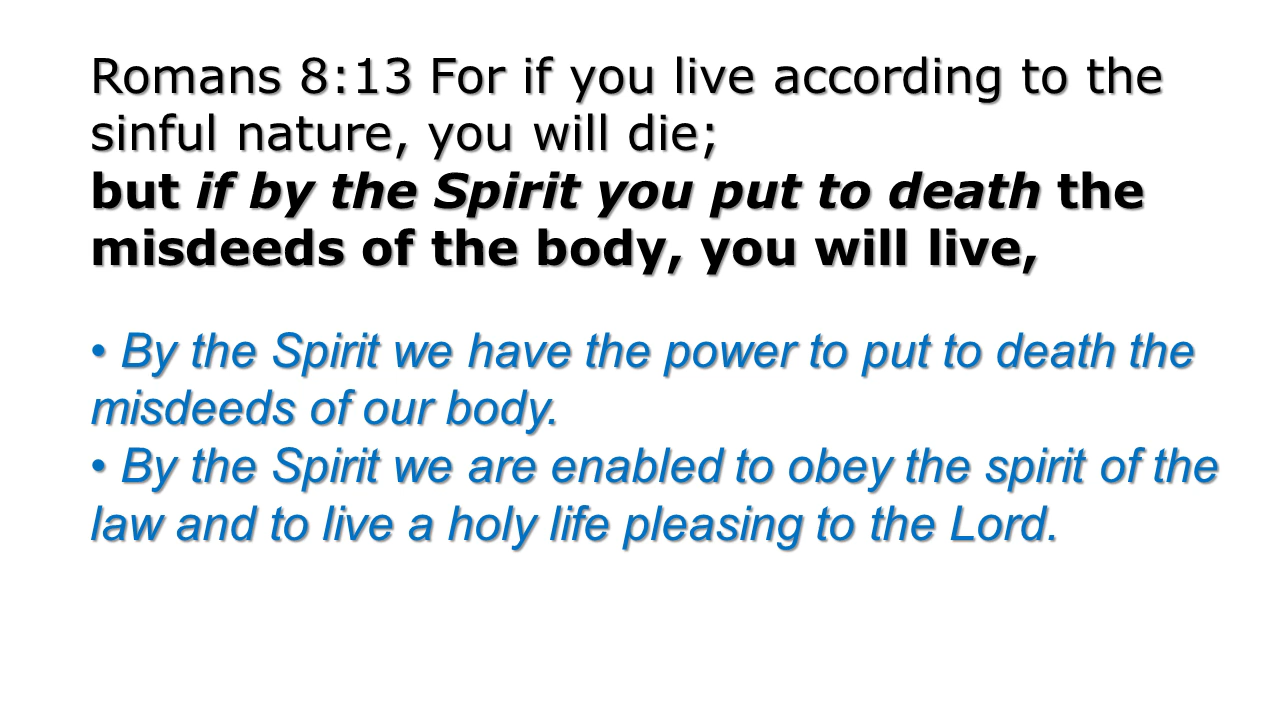 Romans 8:13 For if you live according to the
sinful nature, you will die;
but if by the Spirit you put to death the
misdeeds of the body, you will live,
• By the Spirit we have the power to put to death the
misdeeds of our body.
• By the Spirit we are enabled to obey the spirit of the
law and to live a holy life pleasing to the Lord.